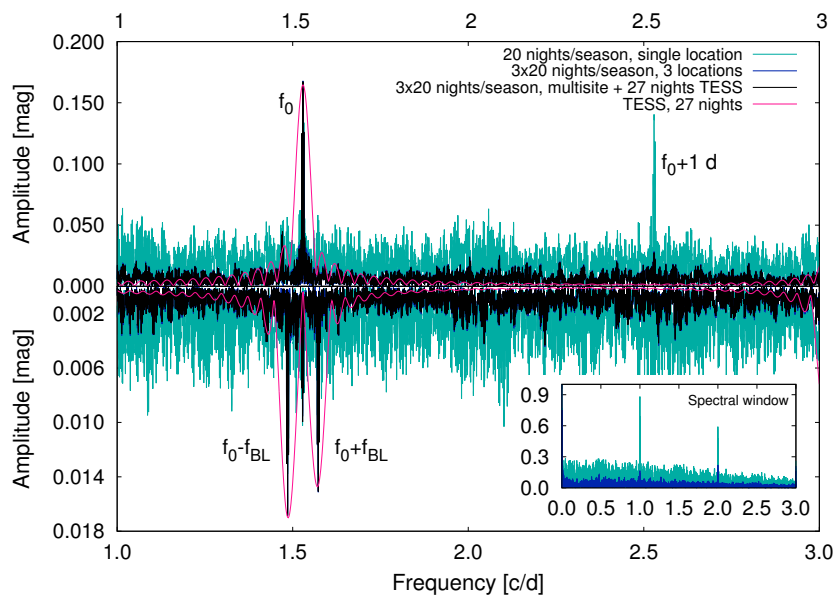 1 1.5 2 2.5 3
0.200
0.150
0.100
0.050
0.000
0.002
0.006
0.010
0.014
0.018
Amplitude [mag]
Amplitude [mag]
20 nights/season, single location
3x20 nights/season, 3 locations
3x20 nights/season, multisite + 27 nights TESS
TESS, 27 nights
f0
f0+1 d
f0-fBL
f0+fBL
Spectral window
0.9
0.6
0.3
0.0
0.0 0.5 1.0 1.5 2.0 2.5 3.0
1.0 1.5 2.0 2.5 3.0
Frequency [c/d]